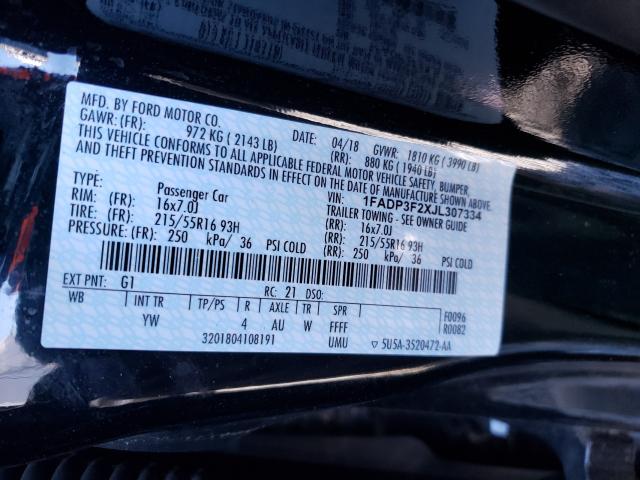 MFD. BY FORD MOTOR CO.
DATE: 04/18 GVWR: 1810 KG ( 3990 LB)
GAWR: (FR): 972 KG ( 2143 LB) (RR): 880 KG ( 1940 LB)
THIS VEHICLE CONFORMS TO ALL APPLICABLE FEDERAL MOTOR VEHICLE SAFETY, BUMPER,
AND THEFT PREVENTION STANDARDS IN EFFECT ON THE DATE OF MANUFACTURE SHOWN ABOVE.
VIN: 1FADP3F2XJL307334
TYPE: Passenger Car TRAILER TOWING - SEE OWNER GUIDE
RIM: (FR): 16x7.0J (RR): 16x7.0J
TIRE: (FR): 215/55R16 93H (RR): 215/55R16 93H
PRESSURE: (FR): 250 kPa/ 36 PSI COLD (RR): 250 kPa/ 36 PSI COLD
EXT PNT: G1 RC: 21 DSO: F0096
WB INT TR TP/PS R AXLE TR SPR R0082
YW 4 AU W FFFF
3201804108191 UMU 5U5A-3520472-AA